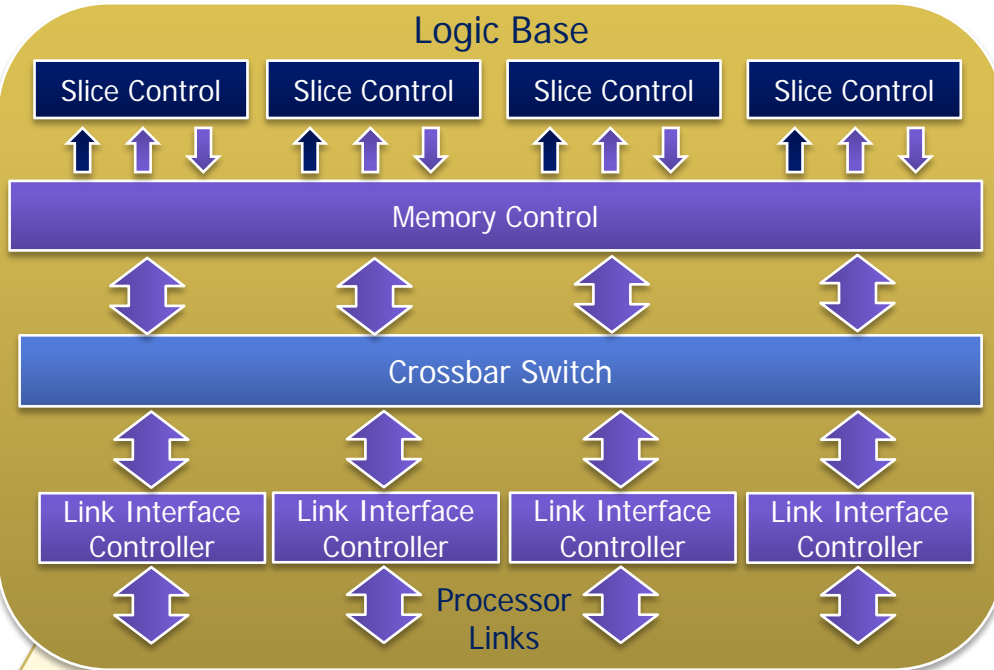 Logic Base
Slice Control
Slice Control
Slice Control
Slice Control
Memory Control
Crossbar Switch
Link Interface
Controller
Link Interface
Controller
Link Interface
Controller
Link Interface
Controller
Processor
Links